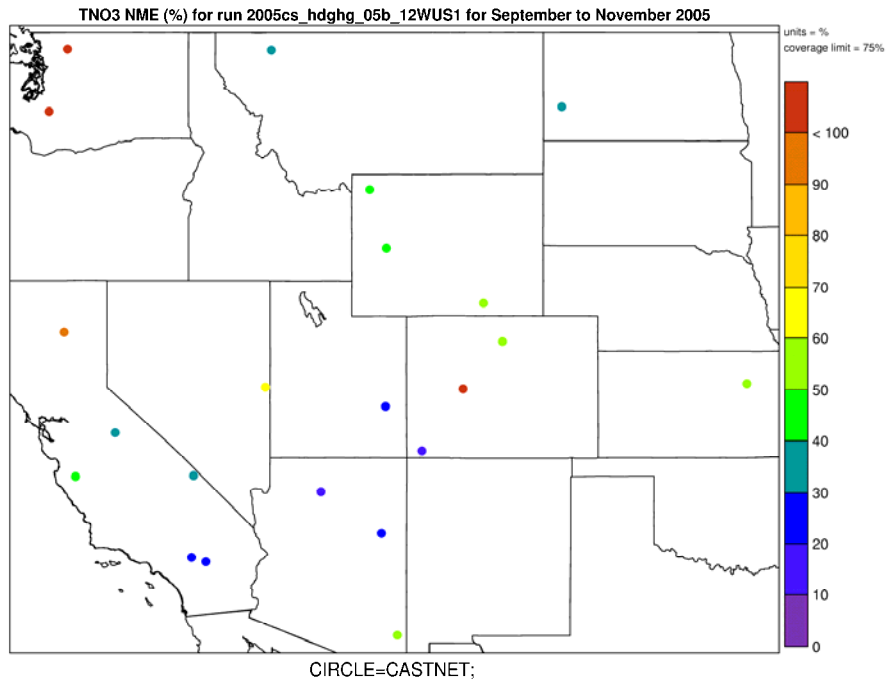 TNO3 NME (%) for run 2005cs_hdghg_05b_12WUS1 for September to November 2005
units = %
coverage limit = 75%
< 100
90
80
70
60
50
40
30
20
10
0
CIRCLE=CASTNET;